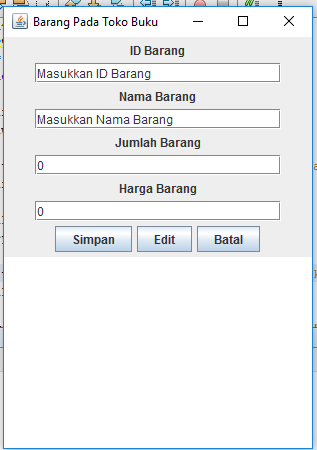 Barang Pada Toko Buku
ID Barang
Masukkan ID Barang
Nama Barang
Masukkan Nama Barang
Jumlah Barang
0
Harga Barang
0
Simpan Edit Batal